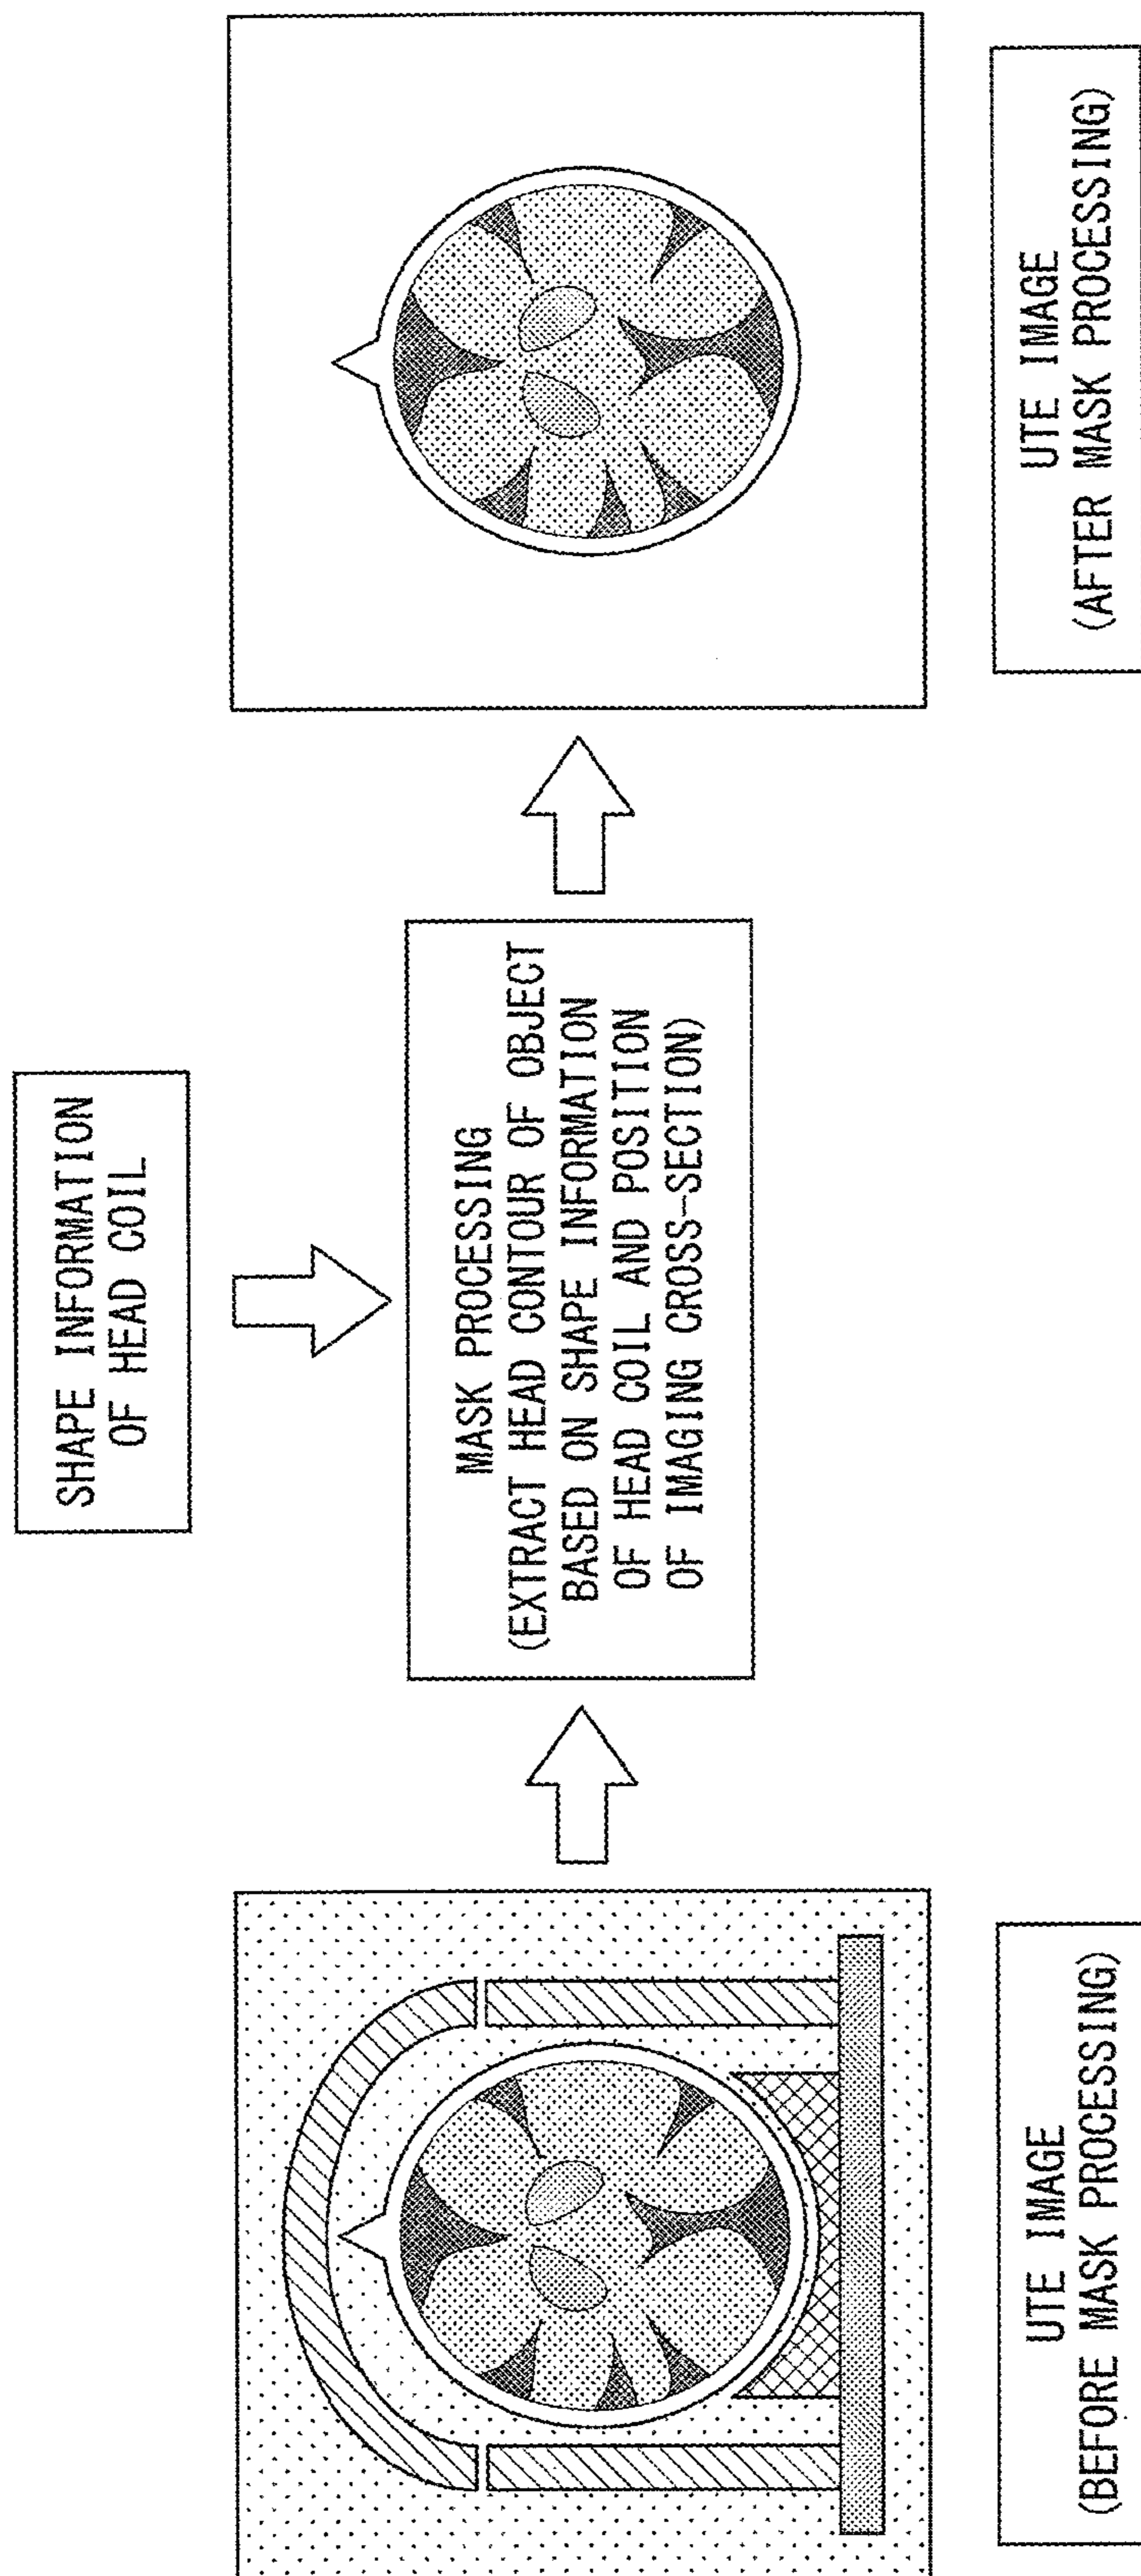 SHAPE INFORMATION
OF HEAD COIL
MASK PROCESSING
(EXTRACT HEAD CONTOUR OF OBJECT
BASED ON SHAPE INFORMATION
OF HEAD COIL AND POSITION
OF IMAGING CROSS-SECTION)
UTE IMAGE
(BEFORE MASK PROCESSING)
UTE IMAGE
(AFTER MASK PROCESSING)